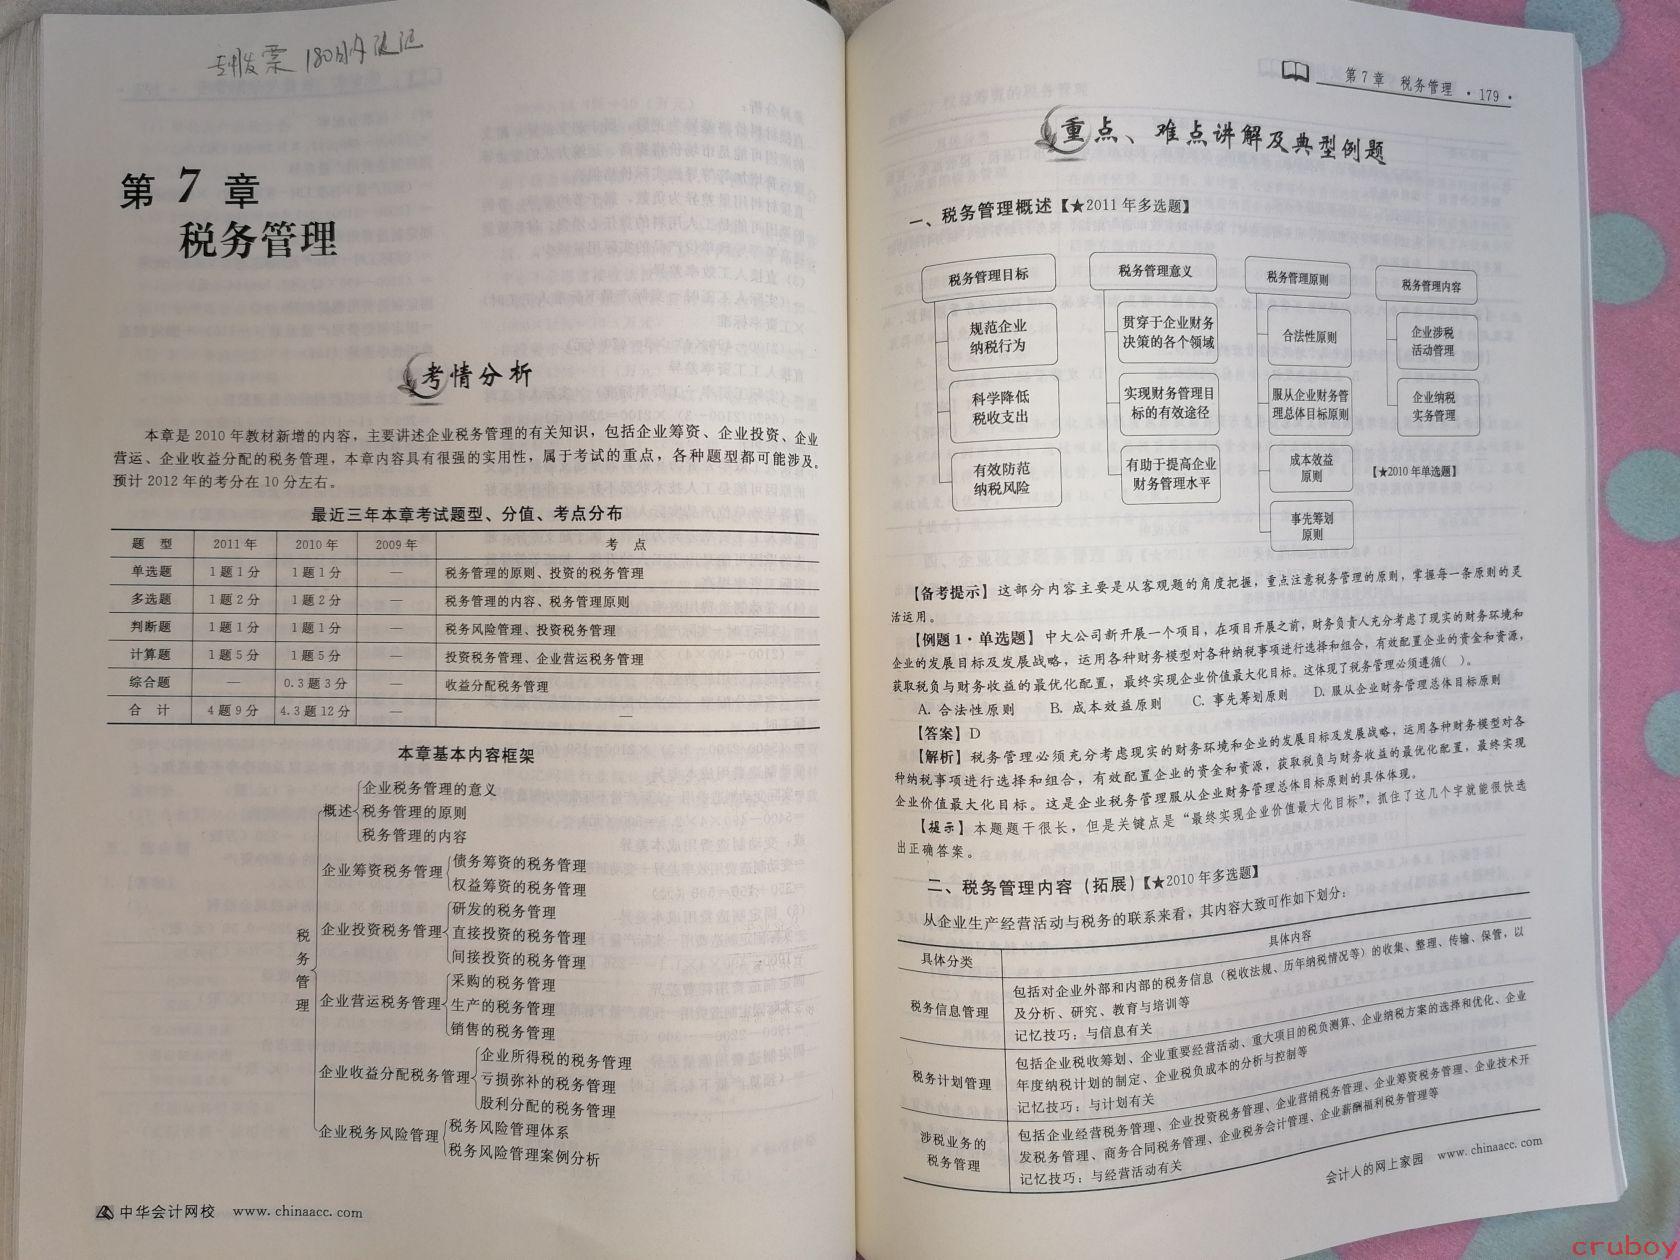 专用发票 180日内认证
第 7 章
税务管理
考情分析
本章是 2010 年教材新增的内容，主要讲述企业税务管理的有关知识，包括企业筹资、企业投资、企业
营运、企业收益分配的税务管理，本章内容具有很强的实用性，属于考试的重点，各种题型都可能涉及。
预计 2012 年的考分在 10 分左右。
最近三年本章考试题型、分值、考点分布
题 型 2011 年 2010 年 2009 年 考 点
单选题 1 题 1 分 1 题 1 分 — 税务管理的原则、投资的税务管理
多选题 1 题 2 分 1 题 2 分 — 税务管理的内容、税务管理原则
判断题 1 题 1 分 1 题 1 分 — 税务风险管理、投资税务管理
计算题 1 题 5 分 1 题 5 分 — 投资税务管理、企业营运税务管理
综合题 — 0.3 题 3 分 — 收益分配税务管理
合 计 4 题 9 分 4.3 题 12 分 — —
本章基本内容框架
税务管理
概述
企业税务管理的意义
税务管理的原则
税务管理的内容
企业筹资税务管理
债务筹资的税务管理
权益筹资的税务管理
企业投资税务管理
研发的税务管理
直接投资的税务管理
间接投资的税务管理
企业营运税务管理
采购的税务管理
生产的税务管理
销售的税务管理
企业收益分配税务管理
企业所得税的税务管理
亏损弥补的税务管理
股利分配的税务管理
企业税务风险管理
税务风险管理体系
税务风险管理案例分析
中华会计网校 www.chinaacc.com
第 7 章 税务管理 · 179 ·
重点、难点讲解及典型例题
一、税务管理概述【★2011 年多选题】
税务管理目标
规范企业
纳税行为
科学降低
税收支出
有效防范
纳税风险
税务管理意义
贯穿于企业财务
决策的各个领域
实现财务管理目
标的有效途径
有助于提高企业
财务管理水平
税务管理原则
合法性原则
服从企业财务管
理总体目标原则
成本效益
原则
事先筹划
原则
税务管理内容
企业涉税
活动管理
企业纳税
实务管理
【★2010 年单选题】
【备考提示】这部分内容主要是从客观题的角度把握，重点注意税务管理的原则，掌握每一条原则的灵
活运用。
【例题 1·单选题】中大公司新开展一个项目，在项目开展之前，财务负责人充分考虑了现实的财务环境和
企业的发展目标及发展战略，运用各种财务模型对各种纳税事项进行选择和组合，有效配置企业的资金和资源，
获取税负与财务收益的最优化配置，最终实现企业价值最大化目标。这体现了税务管理必须遵循( )。
A. 合法性原则 B. 成本效益原则 C. 事先筹划原则 D. 服从企业财务管理总体目标原则
【答案】D
【解析】税务管理必须充分考虑现实的财务环境和企业的发展目标及发展战略，运用各种财务模型对各
种纳税事项进行选择和组合，有效配置企业的资金和资源，获取税负与财务收益的最优化配置，最终实现
企业价值最大化目标。这是企业税务管理服从企业财务管理总体目标原则的具体体现。
【提示】本题题干很长，但是关键点是“最终实现企业价值最大化目标”，抓住了这几个字就能很快选
出正确答案。
二、税务管理内容（拓展）【★2010 年多选题】
从企业生产经营活动与税务的联系来看，其内容大致可作如下划分：
具体分类 具体内容
税务信息管理
包括对企业外部和内部的税务信息（税收法规、历年纳税情况等）的收集、整理、传输、保管，以
及分析、研究、教育与培训等
记忆技巧：与信息有关
税务计划管理
包括企业税收筹划、企业重要经营活动、重大项目的税负测算、企业纳税方案的选择和优化、企业
年度纳税计划的制定、企业税负成本的分析与控制等
记忆技巧：与计划有关
涉税业务的
税务管理
包括企业经营税务管理、企业投资税务管理、企业营销税务管理、企业筹资税务管理、企业技术开
发税务管理、商务合同税务管理、企业税务会计管理、企业薪酬福利税务管理等
记忆技巧：与经营活动有关
会计人的网上家园 www.chinaacc.com
cruboy